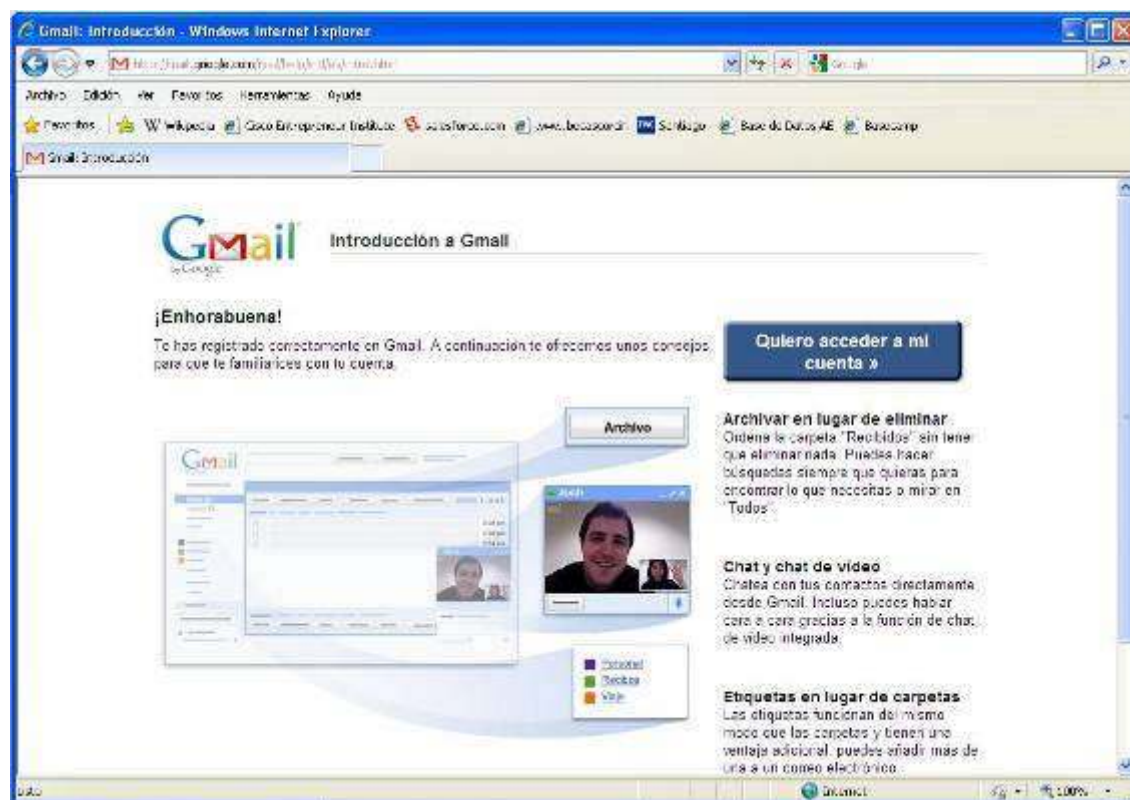 Gmail: Introducción - Windows Internet Explorer
Archivo Edición Ver Favoritos Herramientas Ayuda
Favoritos Wikipedia Cisco Entrepreneur Institute salesforce.com Santiago Base de Datos AE Basecamp
Gmail: Introducción
Gmail
by Google
Introducción a Gmail
¡Enhorabuena!
Te has registrado correctamente en Gmail. A continuación te ofrecemos unos consejos
para que te familiarices con tu cuenta.
Quiero acceder a mi
cuenta »
Archivo
Gmail
Archivar en lugar de eliminar
Ordena la carpeta "Recibidos" sin tener
que eliminar nada. Puedes hacer
búsquedas siempre que quieras para
encontrar lo que necesitas o mirar en
"Todos".
Chat y chat de vídeo
Chatea con tus contactos directamente
desde Gmail. Incluso puedes hablar
cara a cara gracias a la función de chat
de vídeo integrada.
Personal
Recibos
Viaje
Etiquetas en lugar de carpetas
Las etiquetas funcionan del mismo
modo que las carpetas y tienen una
ventaja adicional: puedes añadir más de
una a un correo electrónico.
Internet
100%